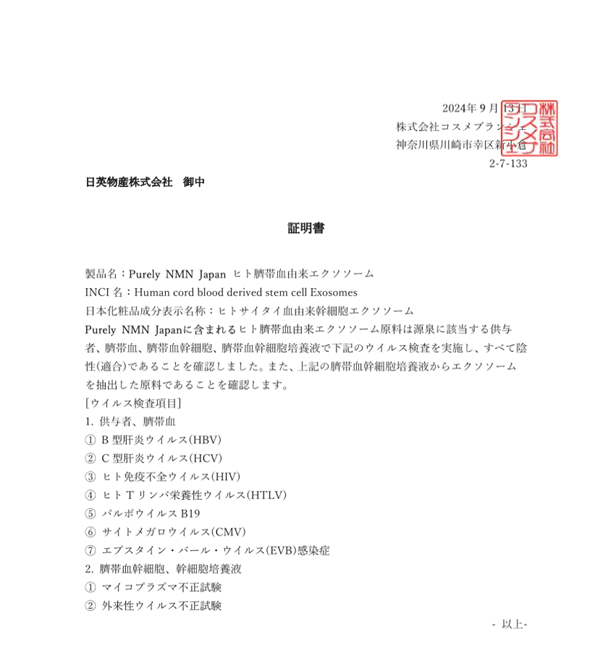 2024年 9 月 13 日
株式会社コスメプランシェ
神奈川県川崎市幸区新小倉
2-7-133
株式会社
コスメプ
ランシェ
日英物産株式会社　御中
証明書
製品名：Purely NMN Japan ヒト臍帯血由来エクソソーム
INCI 名：Human cord blood derived stem cell Exosomes
日本化粧品成分表示名称：ヒトサイタイ血由来幹細胞エクソソーム
Purely NMN Japanに含まれるヒト臍帯血由来エクソソーム原料は源泉に該当する供与
者、臍帯血、臍帯血幹細胞、臍帯血幹細胞培養液で下記のウイルス検査を実施し、すべて陰
性(適合)であることを確認しました。また、上記の臍帯血幹細胞培養液からエクソソーム
を抽出した原料であることを確認します。
[ウイルス検査項目]
1. 供与者、臍帯血
① B 型肝炎ウイルス(HBV)
② C 型肝炎ウイルス(HCV)
③ ヒト免疫不全ウイルス(HIV)
④ ヒト T リンパ栄養性ウイルス(HTLV)
⑤ パルボウイルス B19
⑥ サイトメガロウイルス(CMV)
⑦ エプスタイン・バール・ウイルス(EVB)感染症
2. 臍帯血幹細胞、幹細胞培養液
① マイコプラズマ不正試験
② 外来性ウイルス不正試験
- 以上-